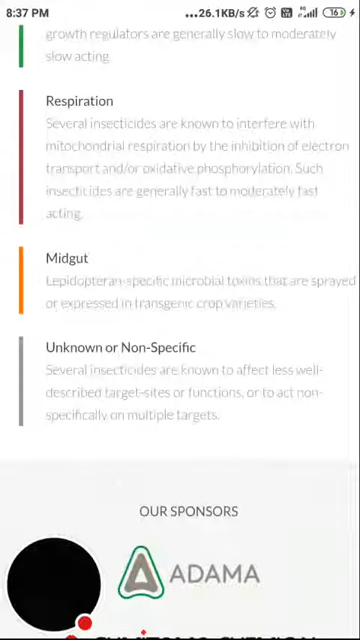 8:37 PM ...26.1KB/s 4G 16
growth regulators are generally slow to moderately
slow acting.
Respiration
Several insecticides are known to interfere with
mitochondrial respiration by the inhibition of electron
transport and/or oxidative phosphorylation. Such
insecticides are generally fast to moderately fast
acting.
Midgut
Lepidopteran-specific microbial toxins that are sprayed
or expressed in transgenic crop varieties.
Unknown or Non-Specific
Several insecticides are known to affect less well-
described target-sites or functions, or to act non-
specifically on multiple targets.
OUR SPONSORS
ADAMA